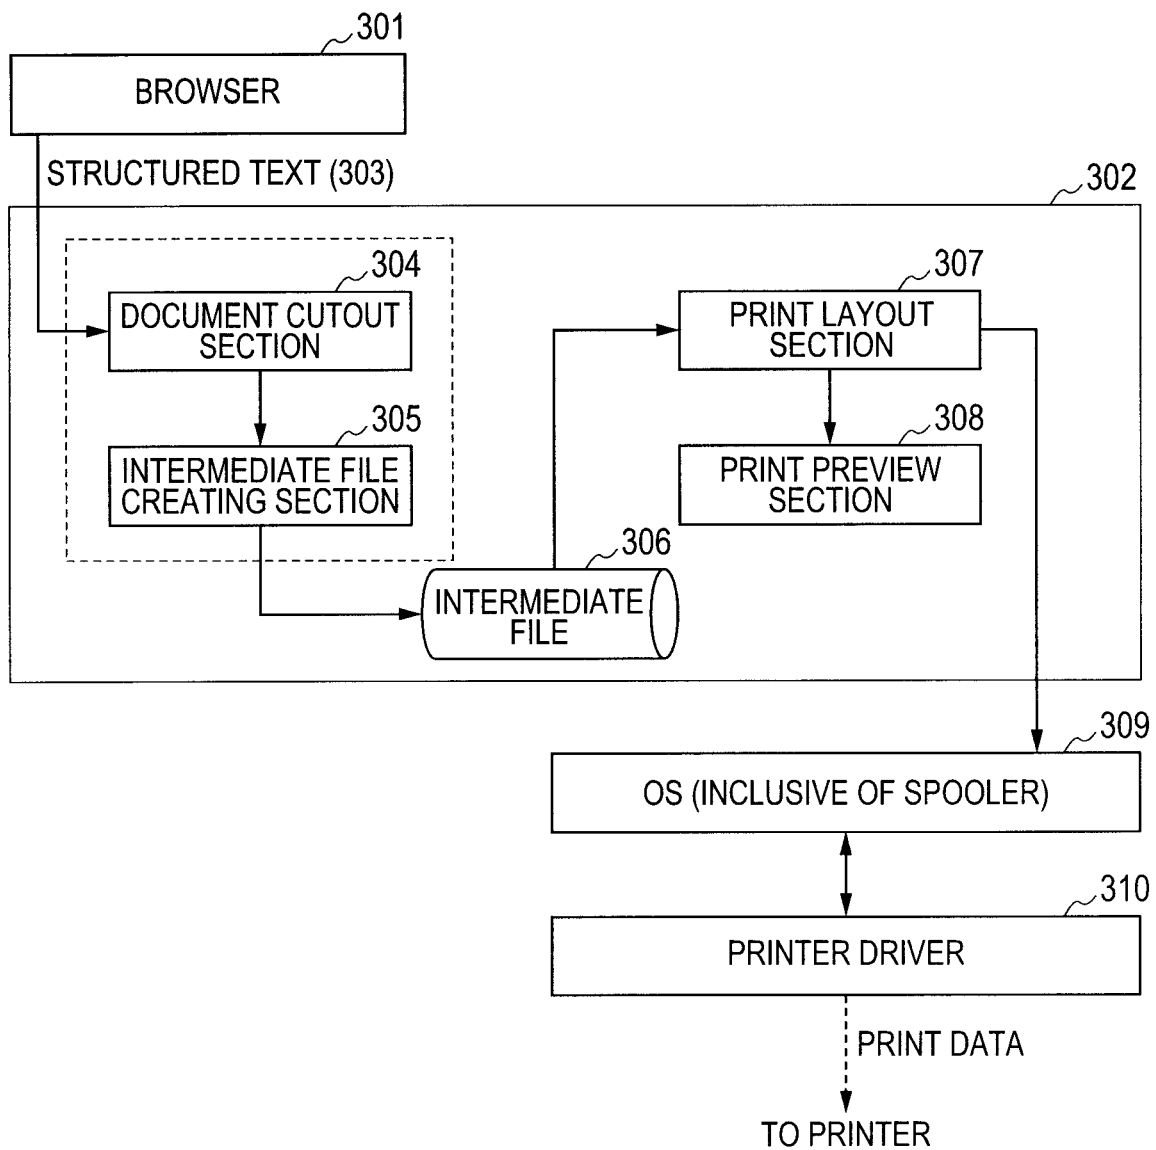 301
BROWSER
STRUCTURED TEXT (303)
302
304
DOCUMENT CUTOUT
SECTION
305
INTERMEDIATE FILE
CREATING SECTION
306
INTERMEDIATE
FILE
307
PRINT LAYOUT
SECTION
308
PRINT PREVIEW
SECTION
309
OS (INCLUSIVE OF SPOOLER)
310
PRINTER DRIVER
PRINT DATA
TO PRINTER